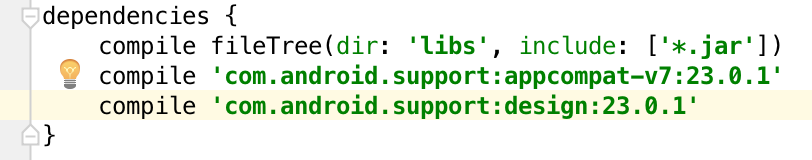 dependencies {
    compile fileTree(dir: 'libs', include: ['*.jar'])
    compile 'com.android.support:appcompat-v7:23.0.1'
    compile 'com.android.support:design:23.0.1'
}